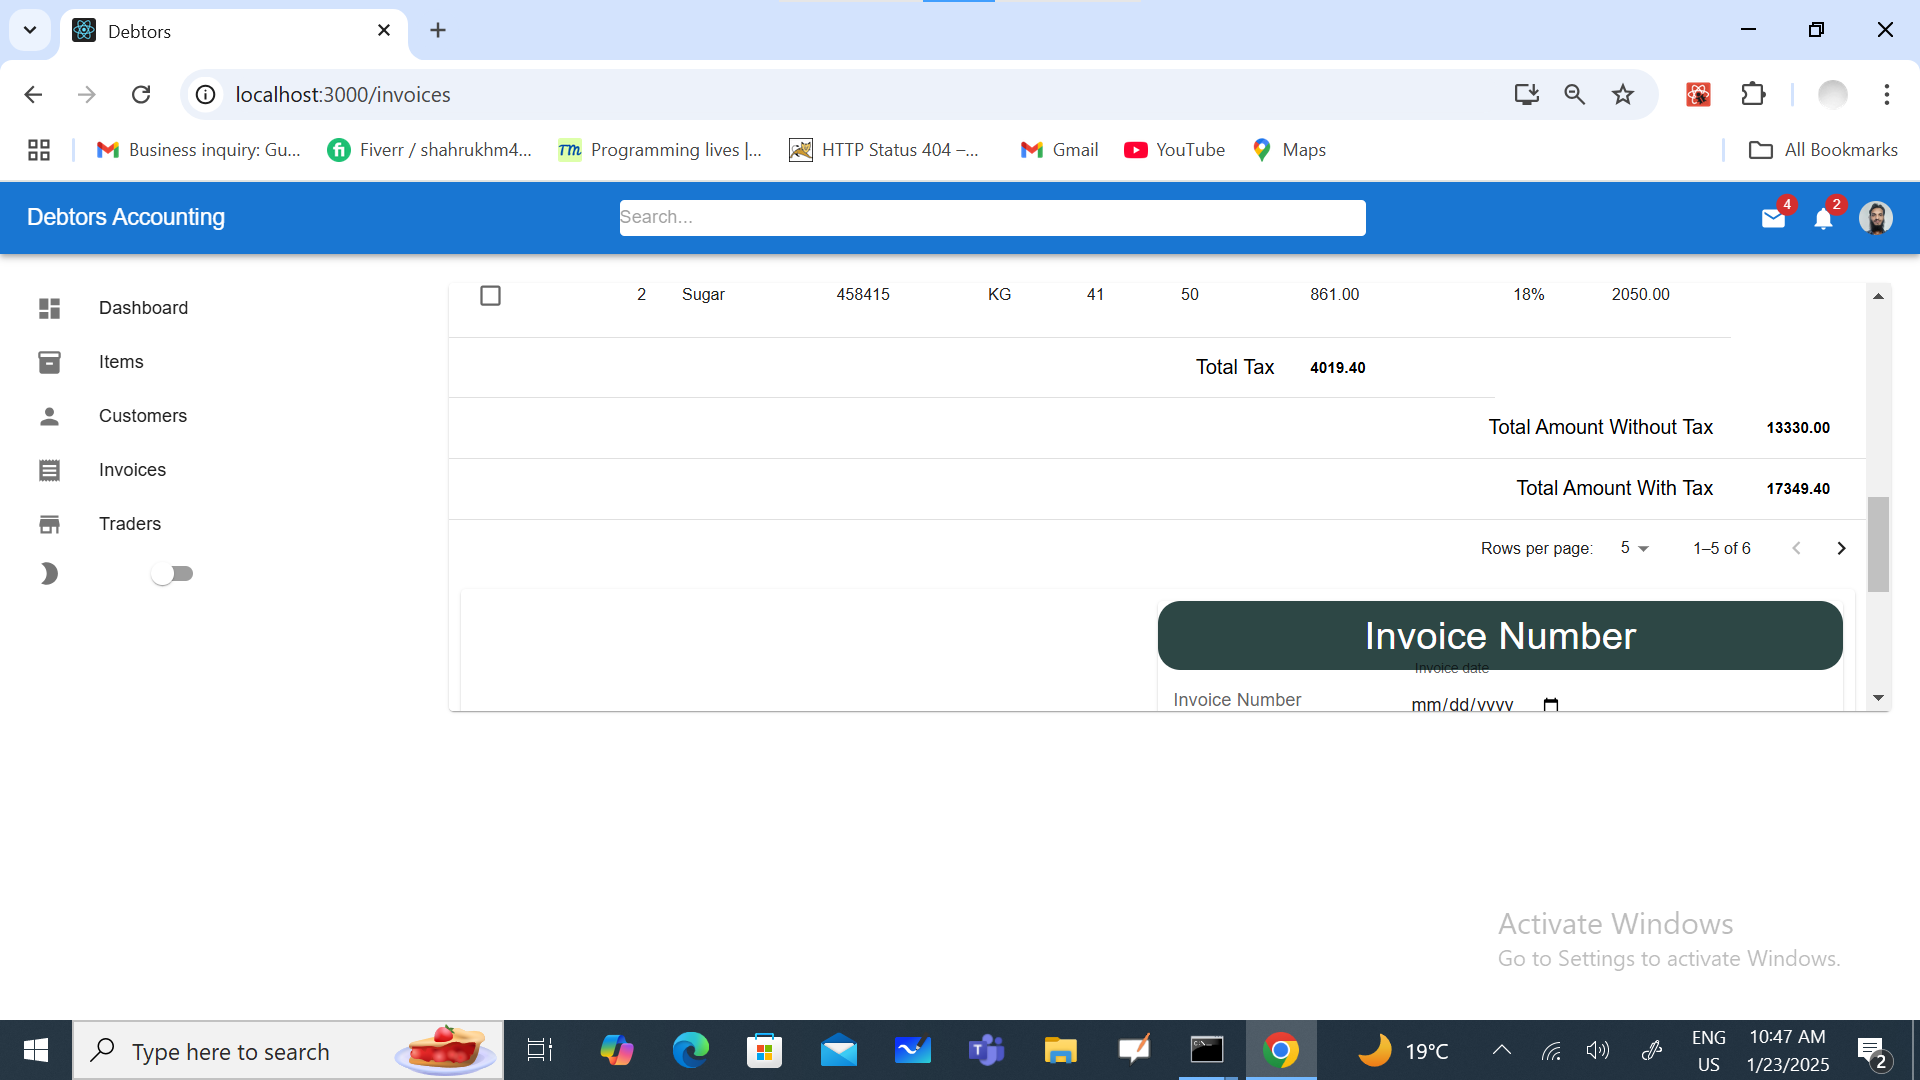 Debtors
localhost:3000/invoices
Business inquiry: Gu...
Fiverr / shahrukhm4...
TM
Programming lives |...
HTTP Status 404 –...
Gmail
YouTube
Maps
All Bookmarks
Debtors Accounting
Search...
4
2
Dashboard
Items
Customers
Invoices
Traders
2 Sugar 458415 KG 41 50 861.00 18% 2050.00
Total Tax 4019.40
Total Amount Without Tax 13330.00
Total Amount With Tax 17349.40
Rows per page: 5 1–5 of 6
Invoice Number
Invoice date
Invoice Number
mm/dd/yyyy
Activate Windows
Go to Settings to activate Windows.
Type here to search
19°C
ENG
US
10:47 AM
1/23/2025
2